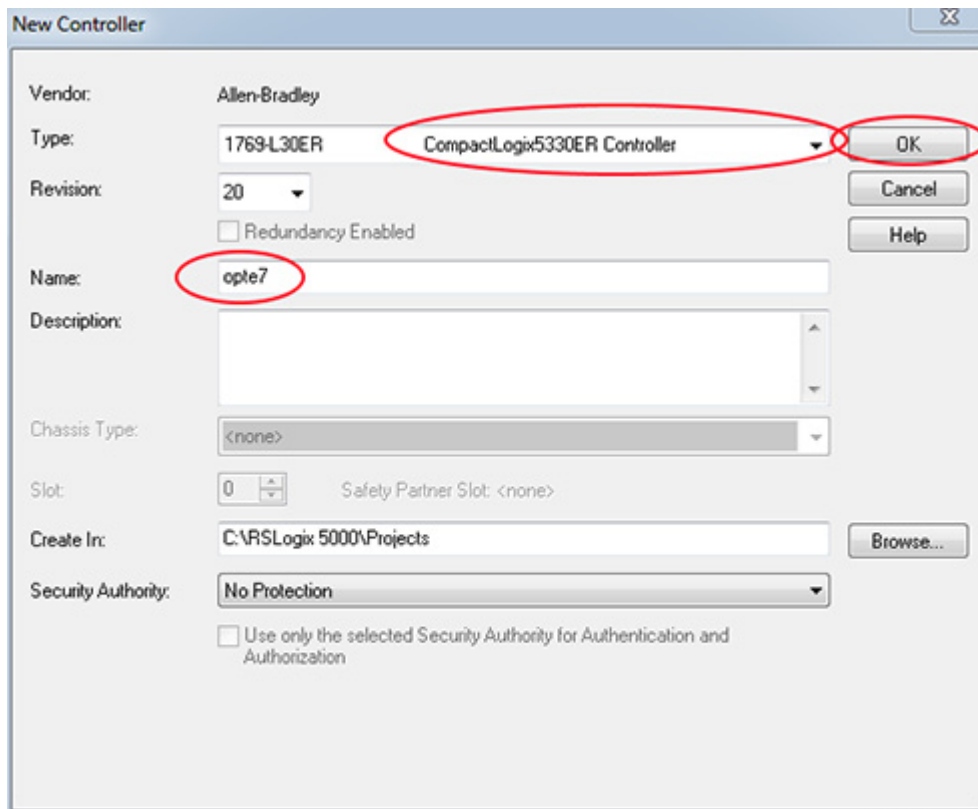 New Controller
Vendor: Allen-Bradley
Type: 1769-L30ER CompactLogix5330ER Controller OK
Revision: 20 Cancel
Redundancy Enabled Help
Name: opte7
Description:
Chassis Type: <none>
Slot: 0 Safety Partner Slot: <none>
Create In: C:\RSLogix 5000\Projects Browse...
Security Authority: No Protection
Use only the selected Security Authority for Authentication and
Authorization